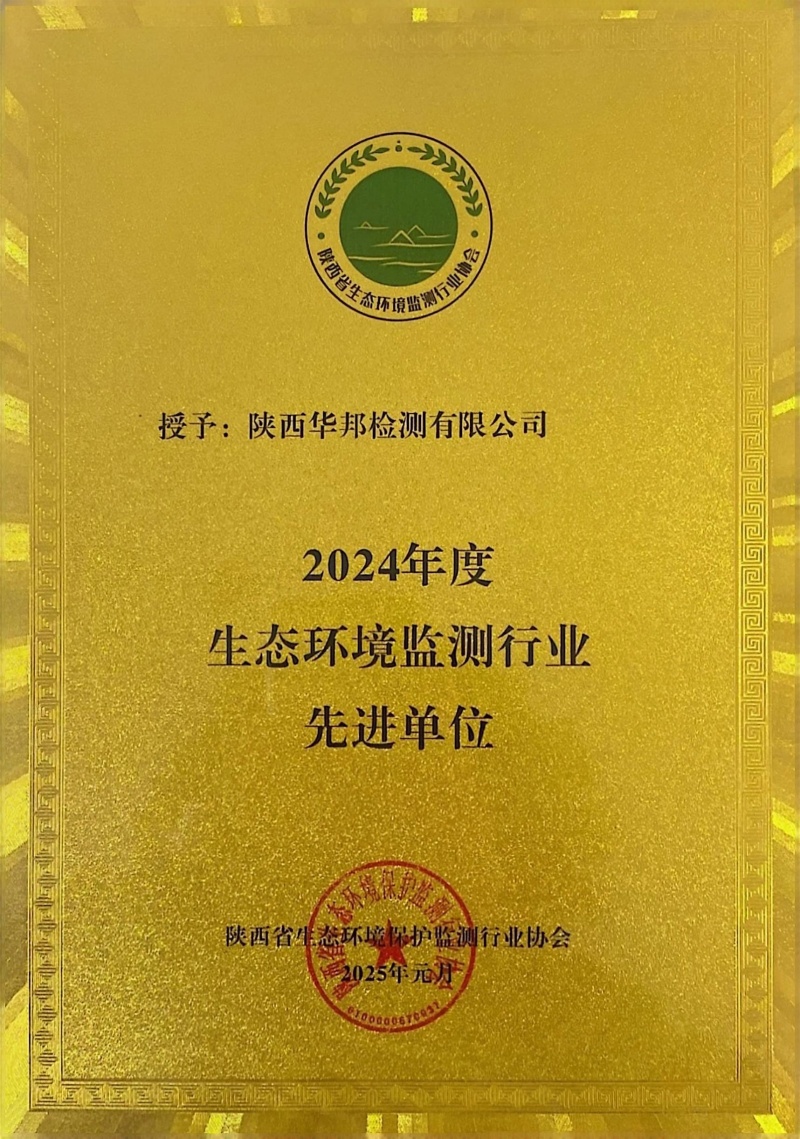 陕西省生态环境监测行业协会
授予：陕西华邦检测有限公司
2024年度
生态环境监测行业
先进单位
陕西省生态环境保护监测行业协会
2025年元月